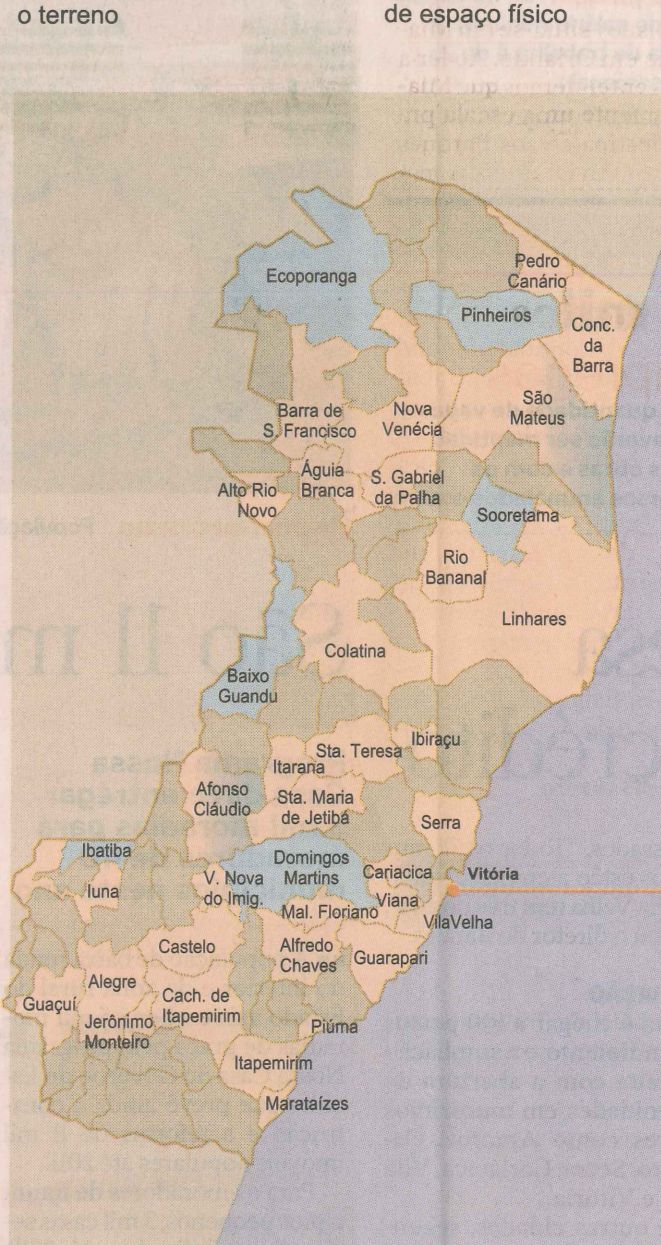 o terreno
de espaço físico
Ecoporanga
Pedro
Canário
Pinheiros
Conc.
da
Barra
São
Mateus
Barra de
S. Francisco
Nova
Venécia
Águia
Branca
S. Gabriel
da Palha
Alto Rio
Novo
Sooretama
Rio
Bananal
Linhares
Colatina
Baixo
Guandu
Ibiraçu
Sta. Teresa
Itarana
Afonso
Cláudio
Sta. Maria
de Jetibá
Serra
Ibatiba
Domingos
Martins
Cariacica
Vitória
Iuna
V. Nova
do Imig.
Viana
Mal. Floriano
VilaVelha
Castelo
Alfredo
Chaves
Guarapari
Alegre
Cach. de
Itapemirim
Guaçuí
Jerônimo
Monteiro
Piúma
Itapemirim
Marataízes